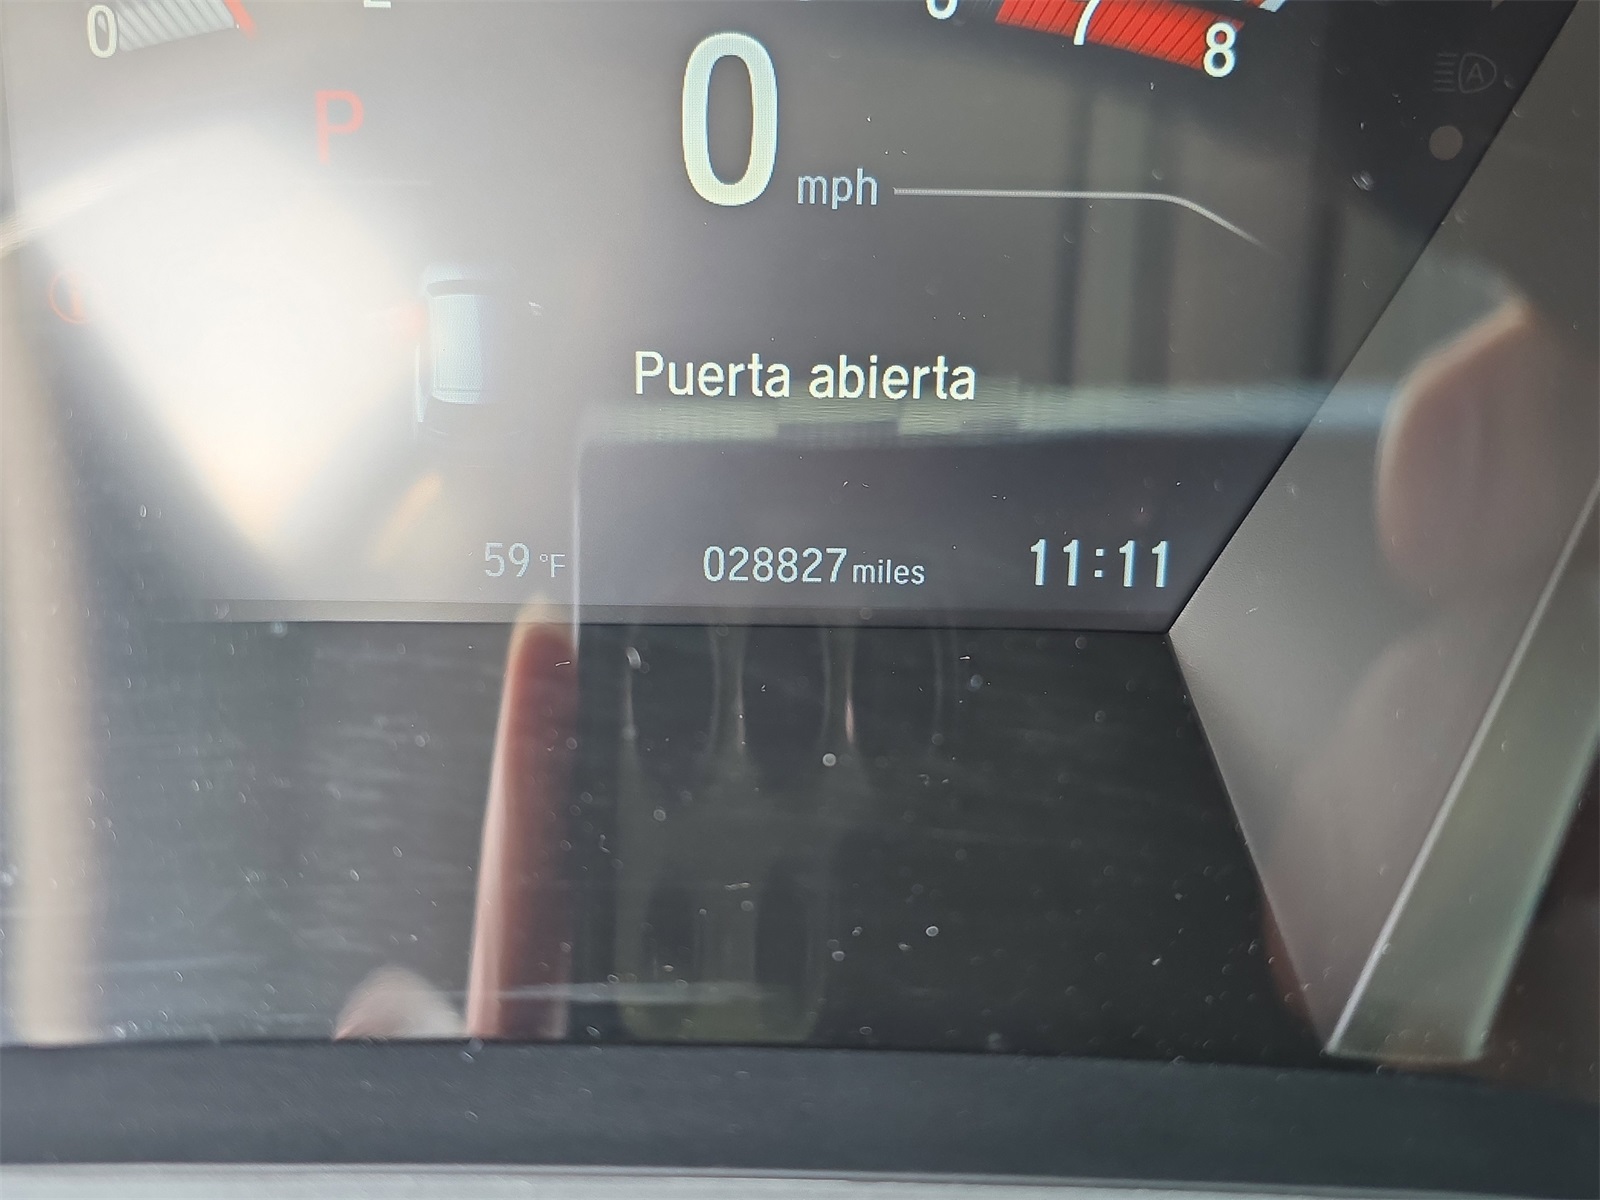 0
7
8
P
0 mph
Puerta abierta
59 °F
028827 miles
11:11
A